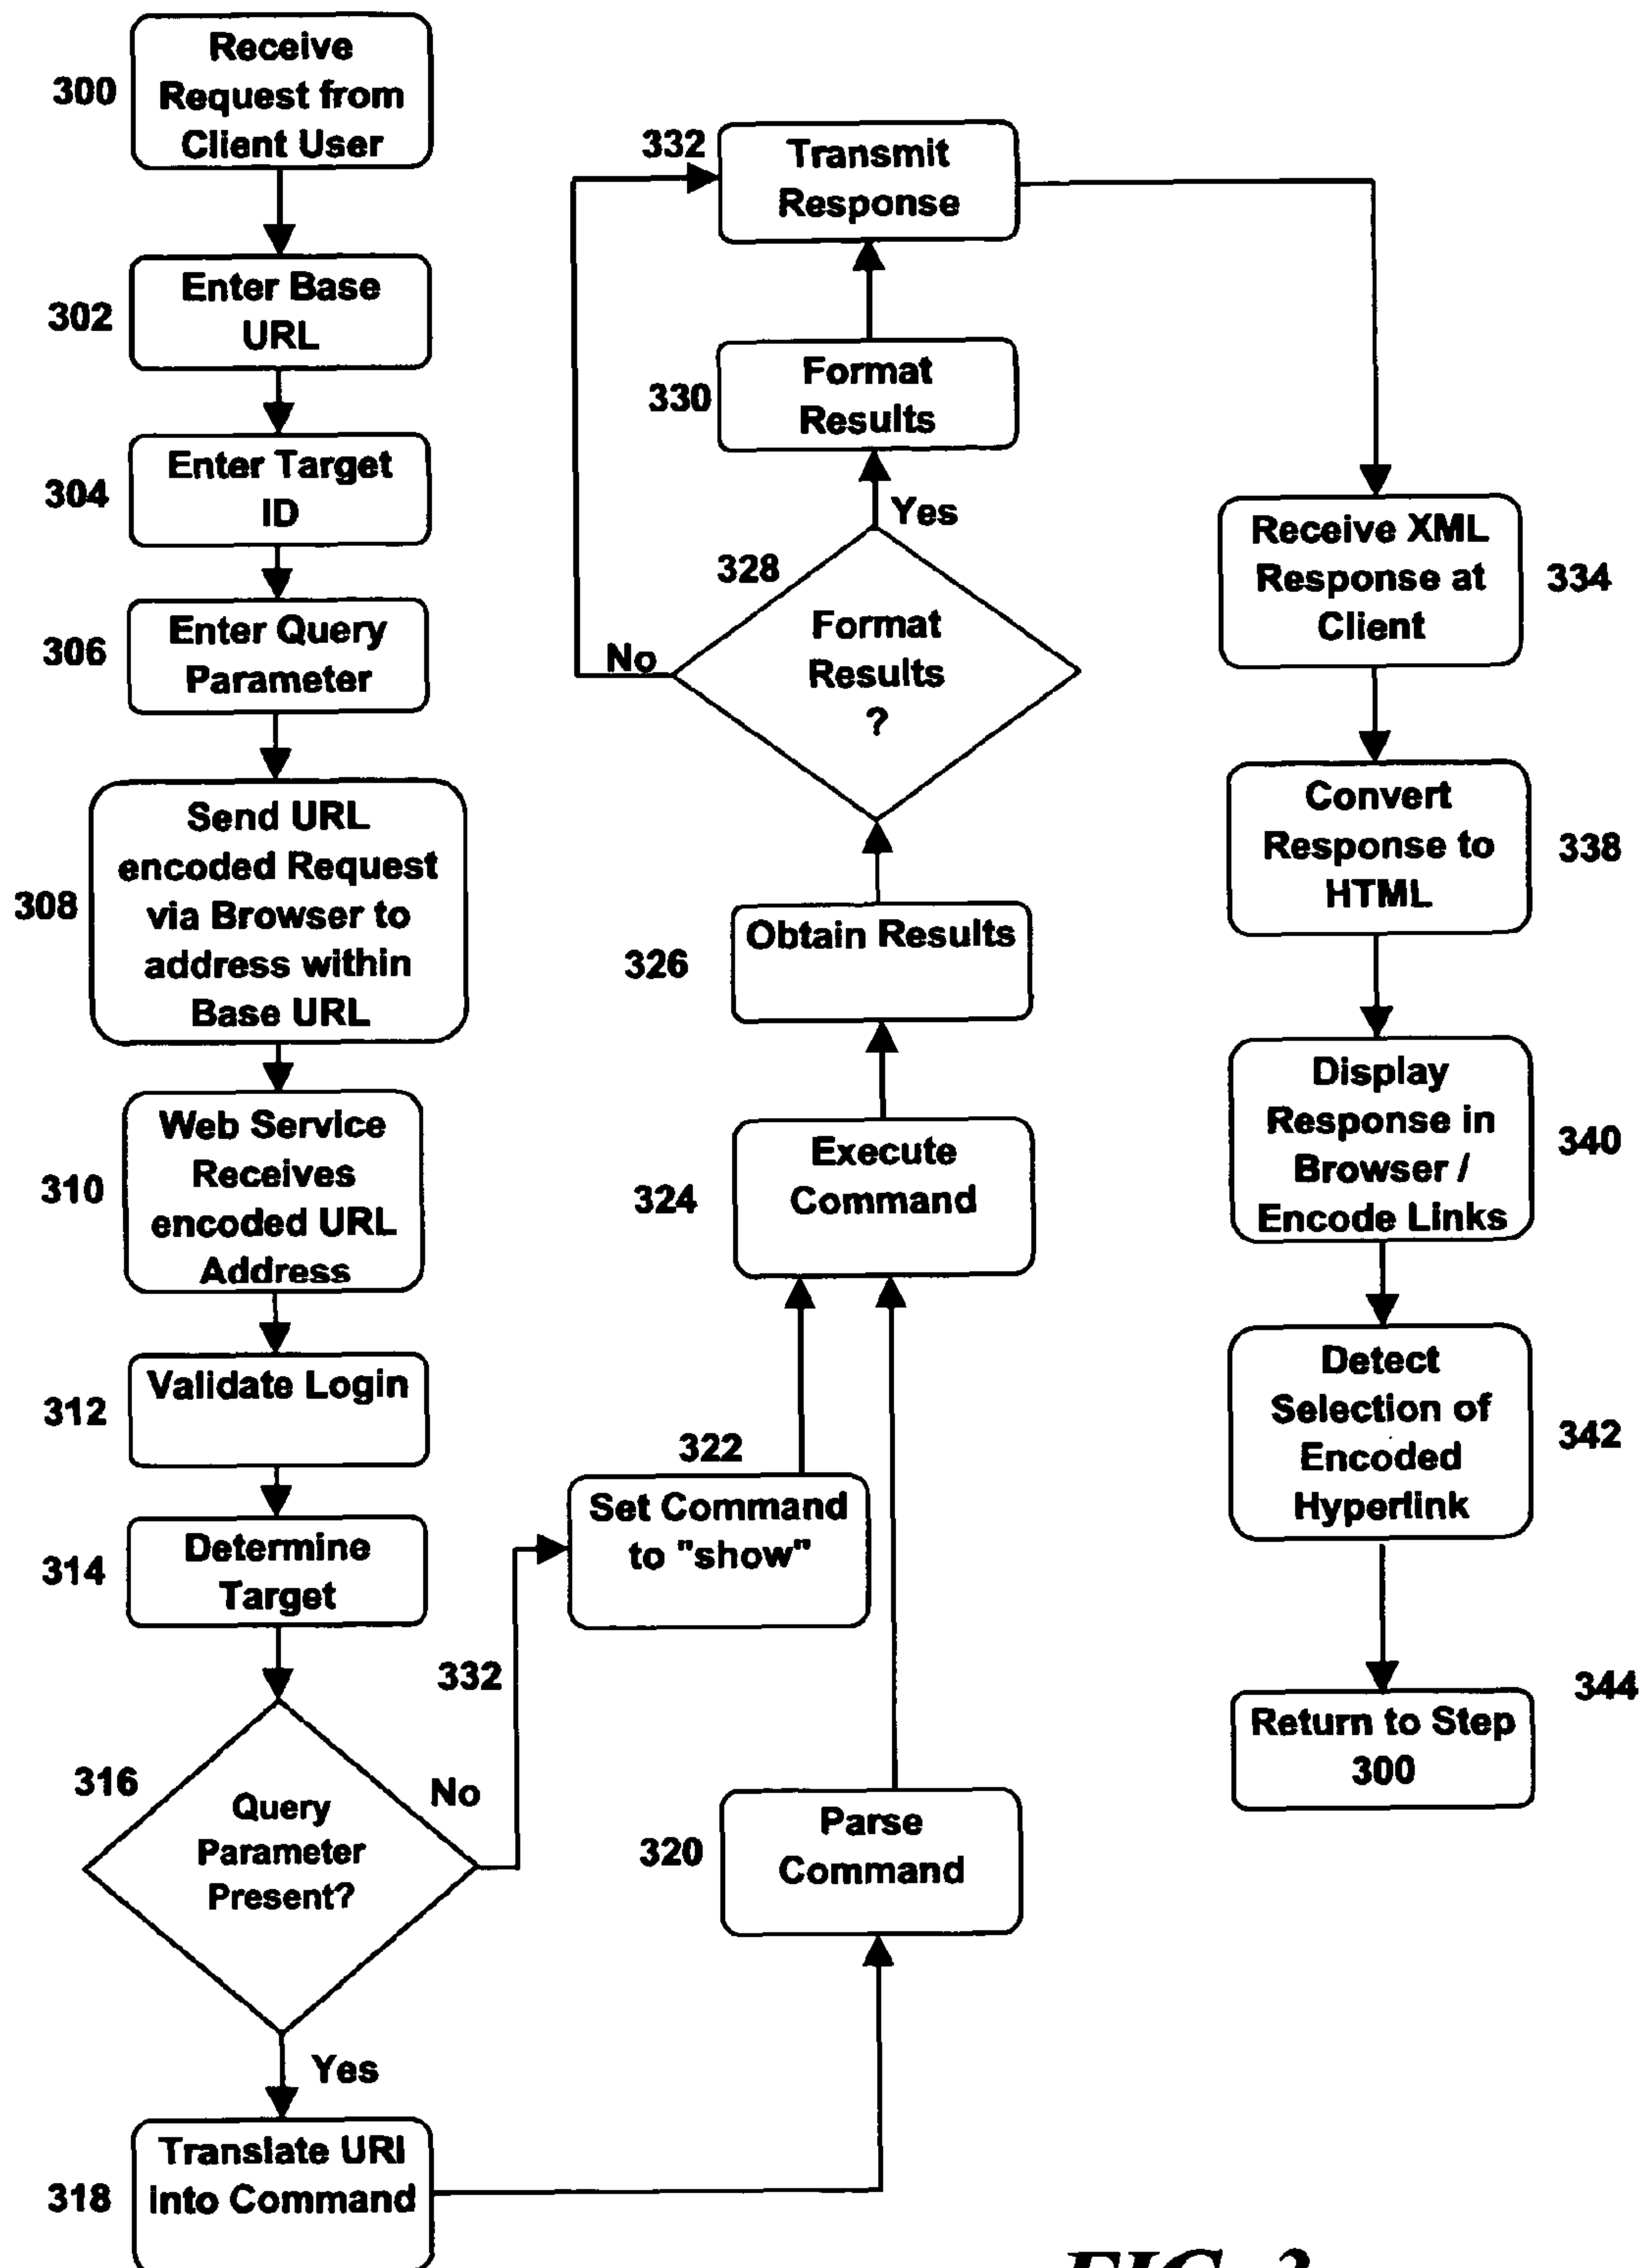 300
Receive
Request from
Client User
302
Enter Base
URL
304
Enter Target
ID
306
Enter Query
Parameter
308
Send URL
encoded Request
via Browser to
address within
Base URL
310
Web Service
Receives
encoded URL
Address
312
Validate Login
314
Determine
Target
316
Query
Parameter
Present?
No
332
Yes
318
Translate URI
into Command
320
Parse
Command
322
Set Command
to "show"
324
Execute
Command
326
Obtain Results
328
Format
Results
?
No
Yes
330
Format
Results
332
Transmit
Response
Receive XML
Response at
Client
334
Convert
Response to
HTML
338
Display
Response in
Browser /
Encode Links
340
Detect
Selection of
Encoded
Hyperlink
342
344
Return to Step
300
FIG. 3